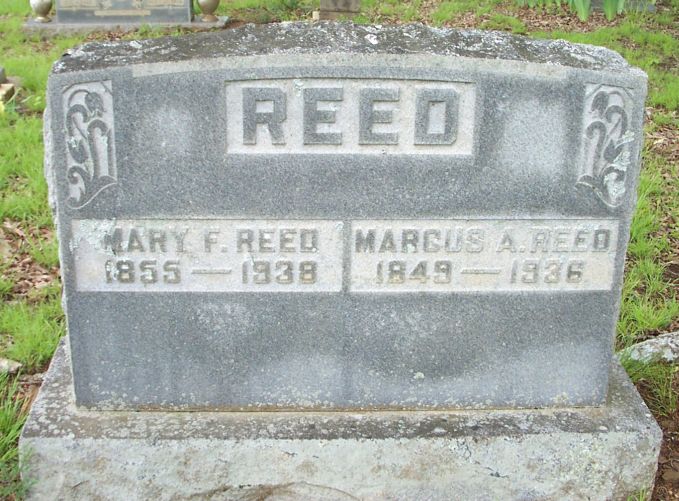 REED
MARY F. REED
1855 — 1938
MARCUS A. REED
1849 — 1936